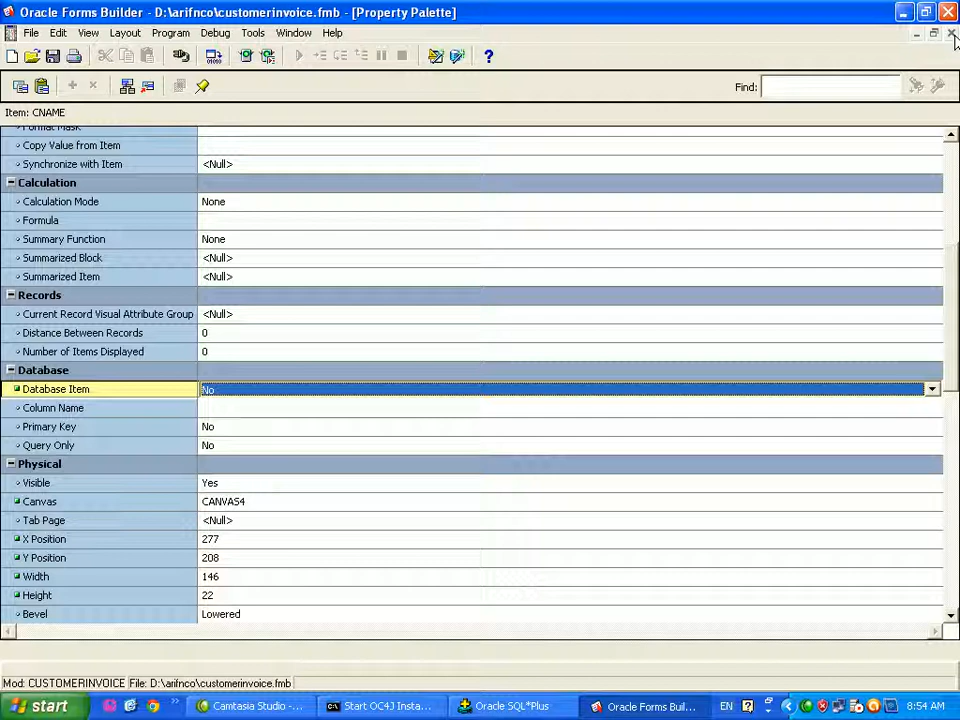 Oracle Forms Builder - D:\arifnco\customerinvoice.fmb - [Property Palette]
File Edit View Layout Program Debug Tools Window Help
Find:
Item: CNAME
Format Mask
Copy Value from Item
Synchronize with Item <Null>
Calculation
Calculation Mode None
Formula
Summary Function None
Summarized Block <Null>
Summarized Item <Null>
Records
Current Record Visual Attribute Group <Null>
Distance Between Records 0
Number of Items Displayed 0
Database
Database Item No
Column Name
Primary Key No
Query Only No
Physical
Visible Yes
Canvas CANVAS4
Tab Page <Null>
X Position 277
Y Position 208
Width 146
Height 22
Bevel Lowered
Mod: CUSTOMERINVOICE File: D:\arifnco\customerinvoice.fmb
start Camtasia Studio -... Start OC4J Insta... Oracle SQL*Plus Oracle Forms Buil... EN 8:54 AM